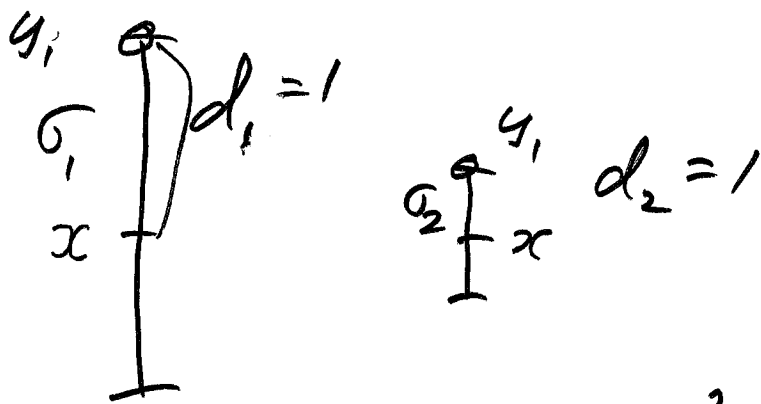 y₁
σ₁
d₁ = 1
x
y₁
σ₂
d₂ = 1
x